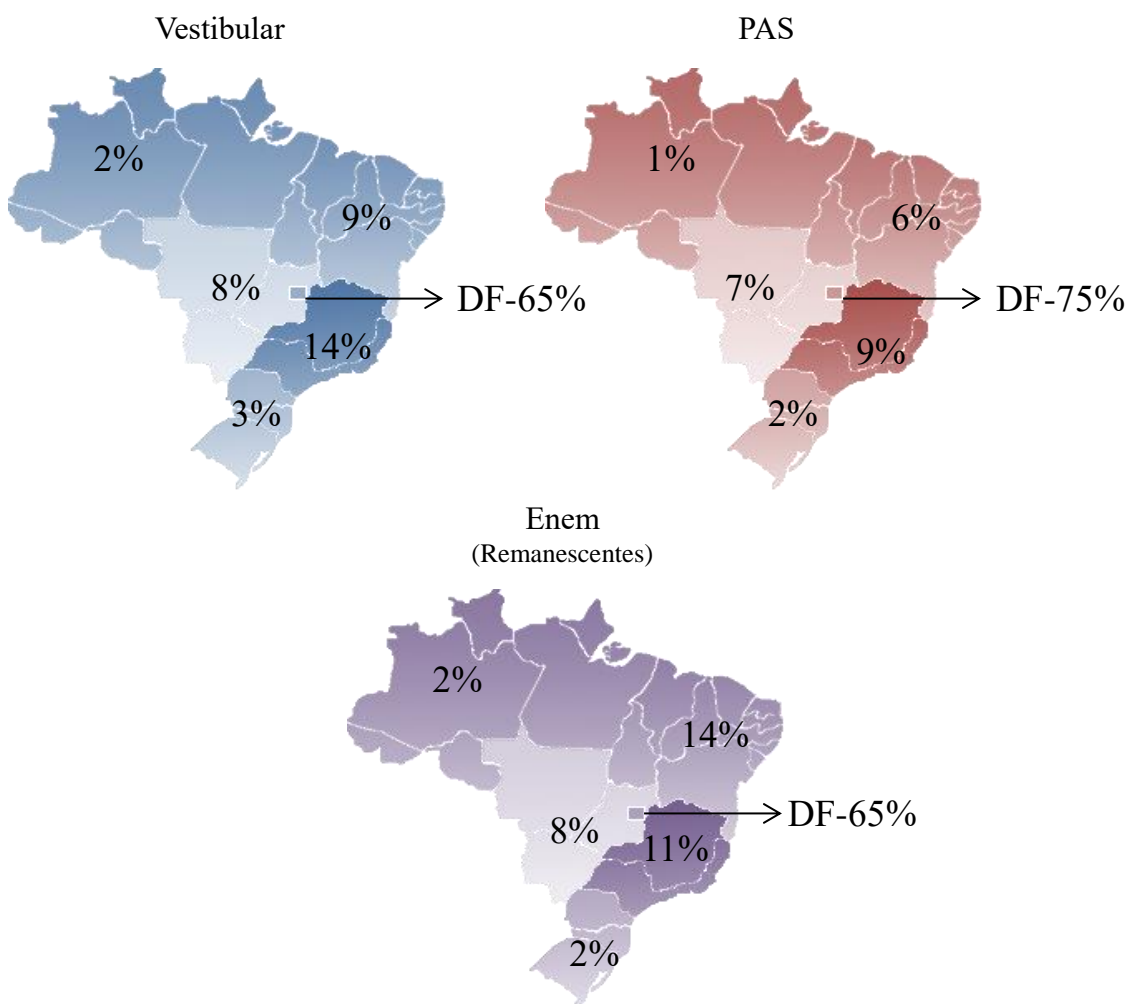 Vestibular
2%
9%
8%
DF-65%
14%
3%
PAS
1%
6%
7%
DF-75%
9%
2%
Enem
(Remanescentes)
2%
14%
8%
DF-65%
11%
2%